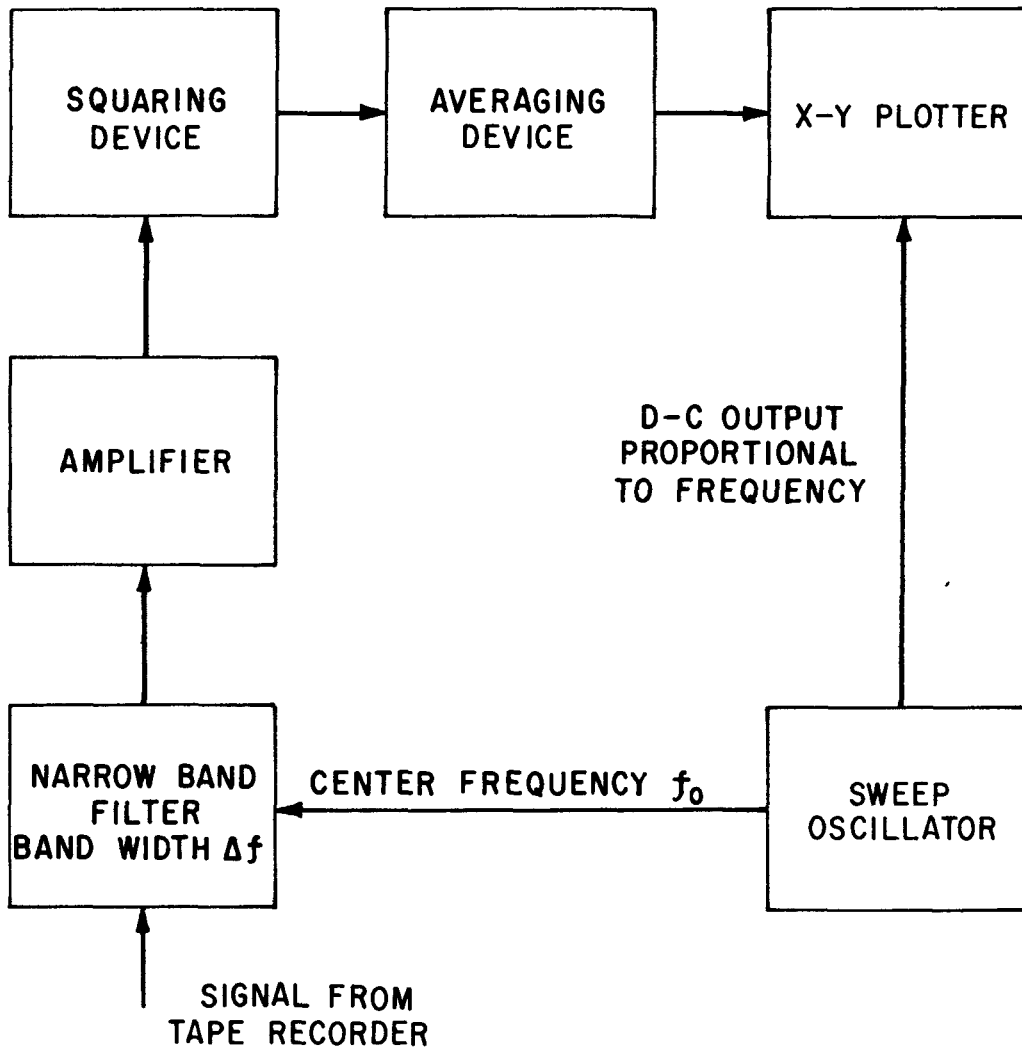 SQUARING
DEVICE
AVERAGING
DEVICE
X-Y PLOTTER
AMPLIFIER
D-C OUTPUT
PROPORTIONAL
TO FREQUENCY
NARROW BAND
FILTER
BAND WIDTH Δf
CENTER FREQUENCY f₀
SWEEP
OSCILLATOR
SIGNAL FROM
TAPE RECORDER